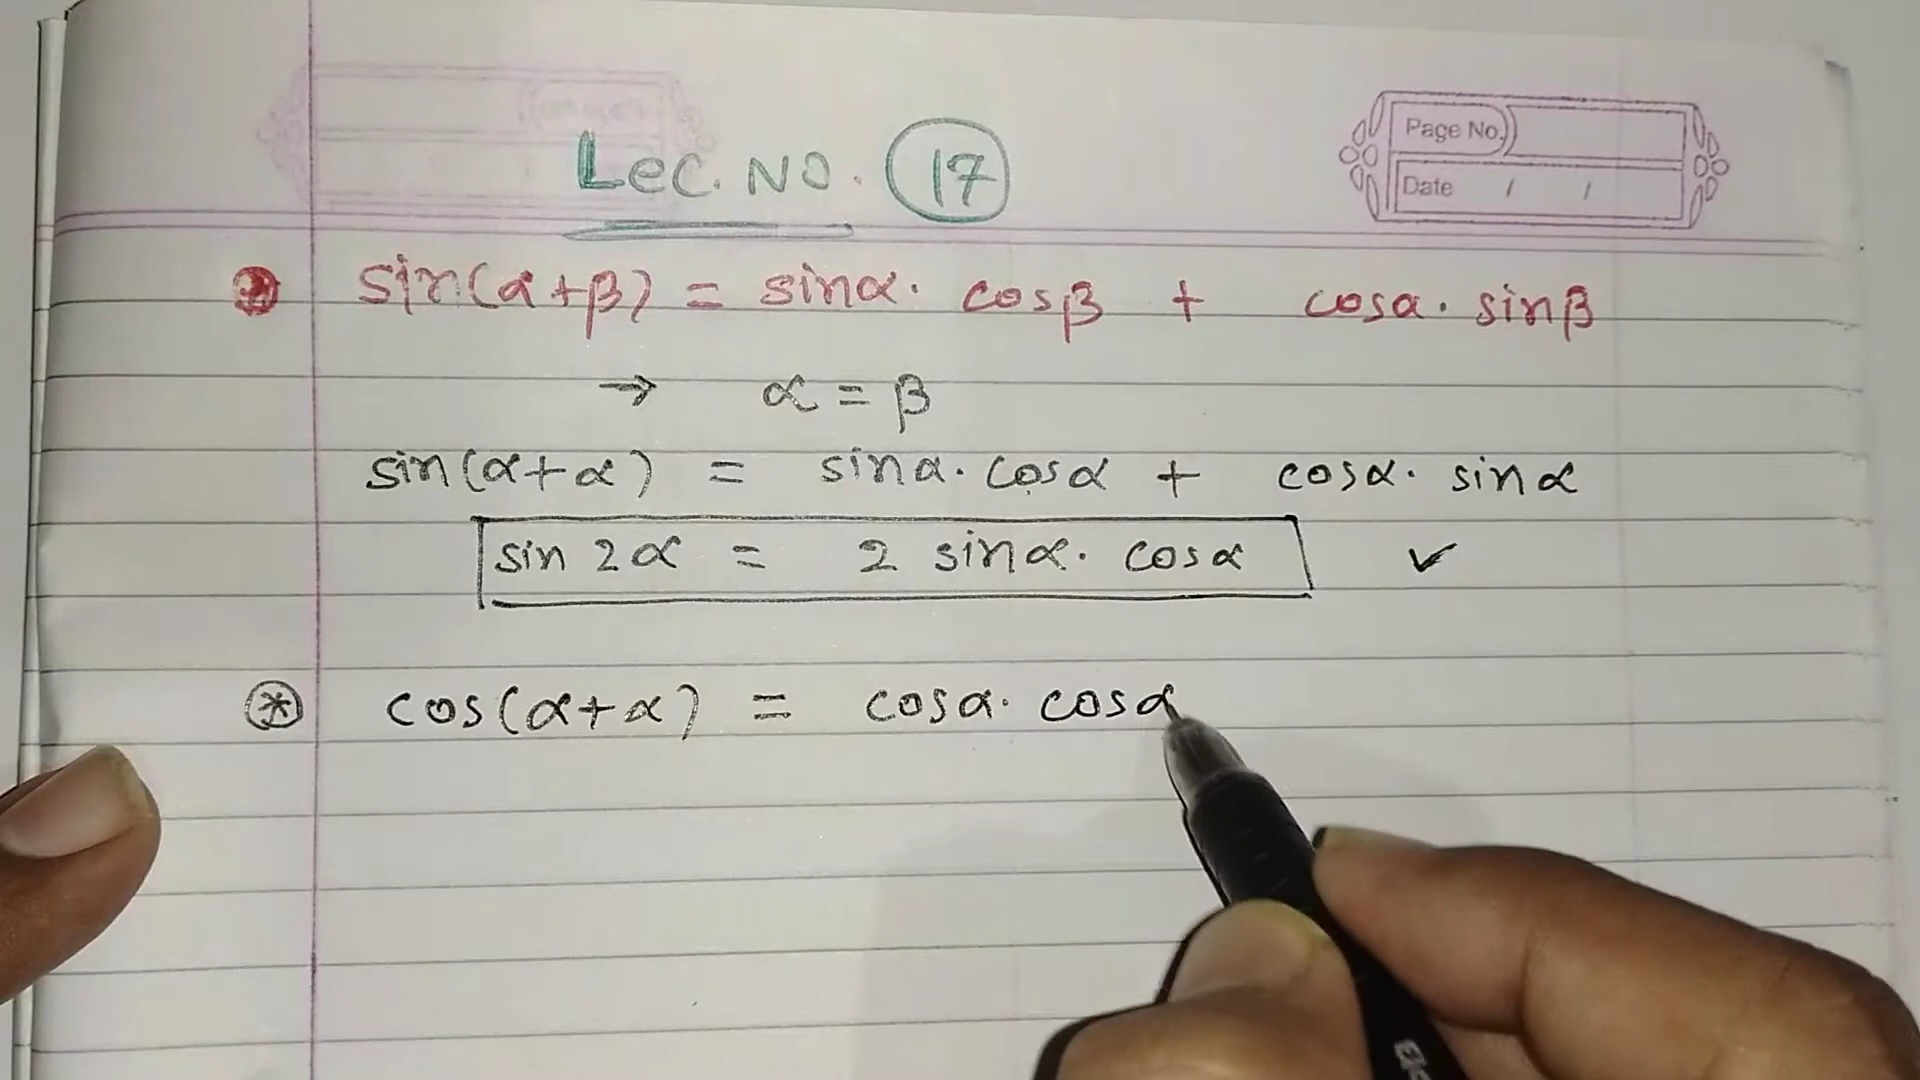 Page No.
Date / /
Lec. No. 17
sin(α+β) = sinα. cosβ + cosα. sinβ
→ α = β
sin(α+α) = sinα. cosα + cosα. sinα
sin 2α = 2 sinα. cosα ✓
* cos(α+α) = cosα. cosα